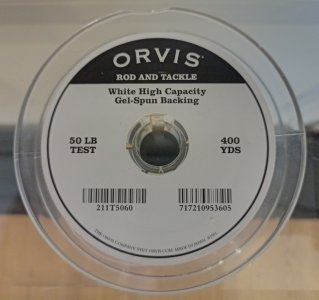 ORVIS
ROD AND TACKLE
White High Capacity
Gel-Spun Backing
50 LB
TEST
400
YDS
211T5060
717210953605